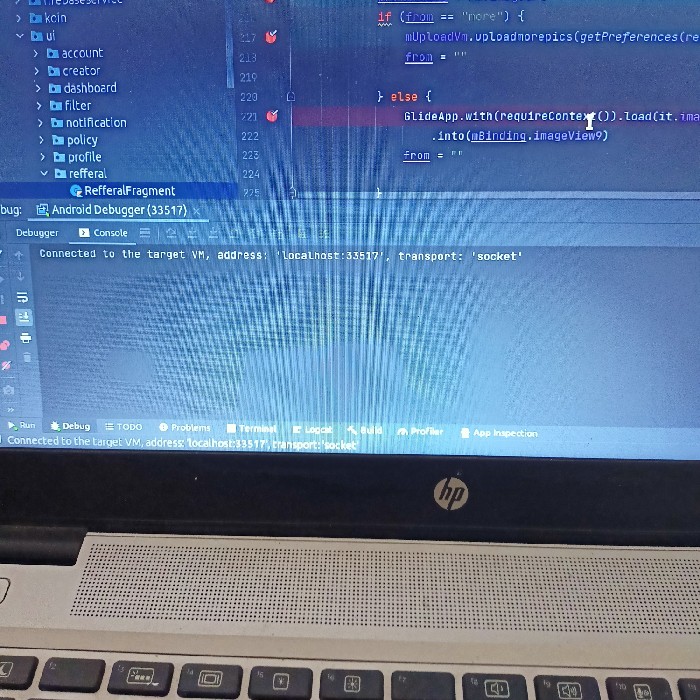 koin
ui
account
creator
dashboard
filter
notification
policy
profile
refferal
RefferalFragment
217
218
219
220
221
222
223
224
225
if (from == "more") {
mUploadVm.uploadmorepics(getPreferences(re
from = ""
} else {
GlideApp.with(requireContext()).load(it.ima
.into(mBinding.imageView9)
from = ""
}
bug: Android Debugger (33517) ×
Debugger Console
Connected to the target VM, address: 'localhost:33517', transport: 'socket'
Run Debug TODO Problems Terminal Logcat Build Profiler App Inspection
Connected to the target VM, address: 'localhost:33517', transport: 'socket'
hp